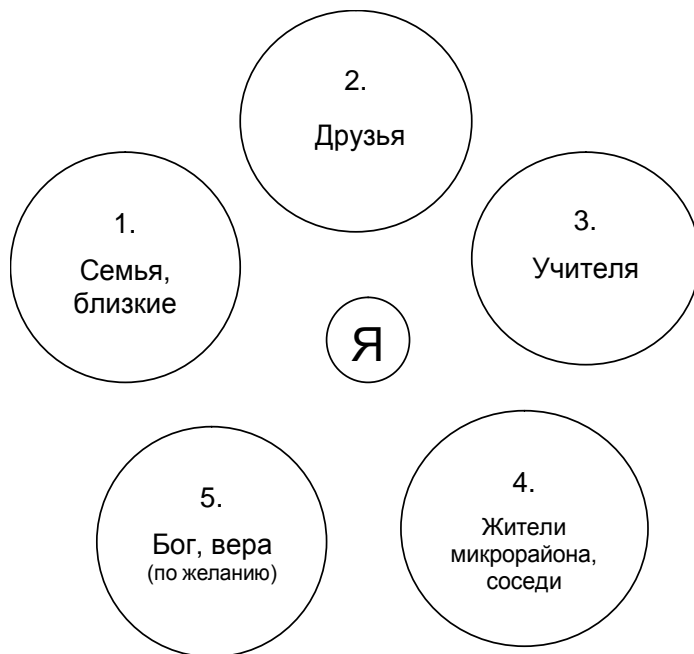 1.
Семья,
близкие
2.
Друзья
3.
Учителя
Я
4.
Жители
микрорайона,
соседи
5.
Бог, вера
(по желанию)